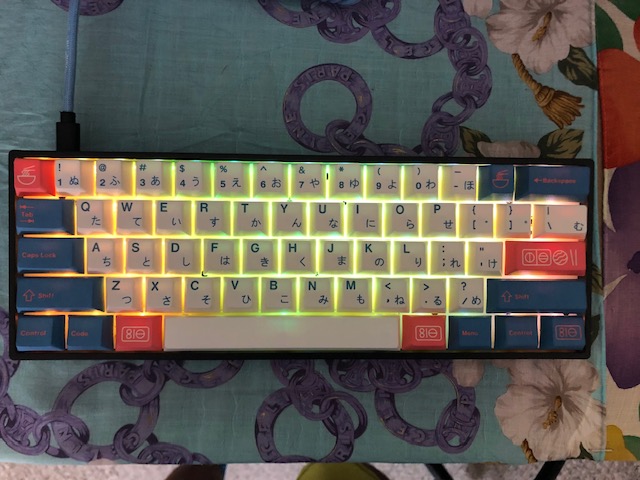 ! @ # $ % ^ & * ( ) _
1 ぬ 2 ふ 3 あ 4 う 5 え 6 お 7 や 8 ゆ 9 よ 0 わ - ほ ←Backspace
Tab Q た W て E い R す T か Y ん U な I に O ら P せ { [ ゛ } ] ゜ | \ む
Caps Lock A ち S と D し F は G き H く J ま K の L り : ; れ " ' け
Shift Z つ X さ C そ V ひ B こ N み M も < , ね > . る ? / め Shift
Control Code Menu Control
PARIS